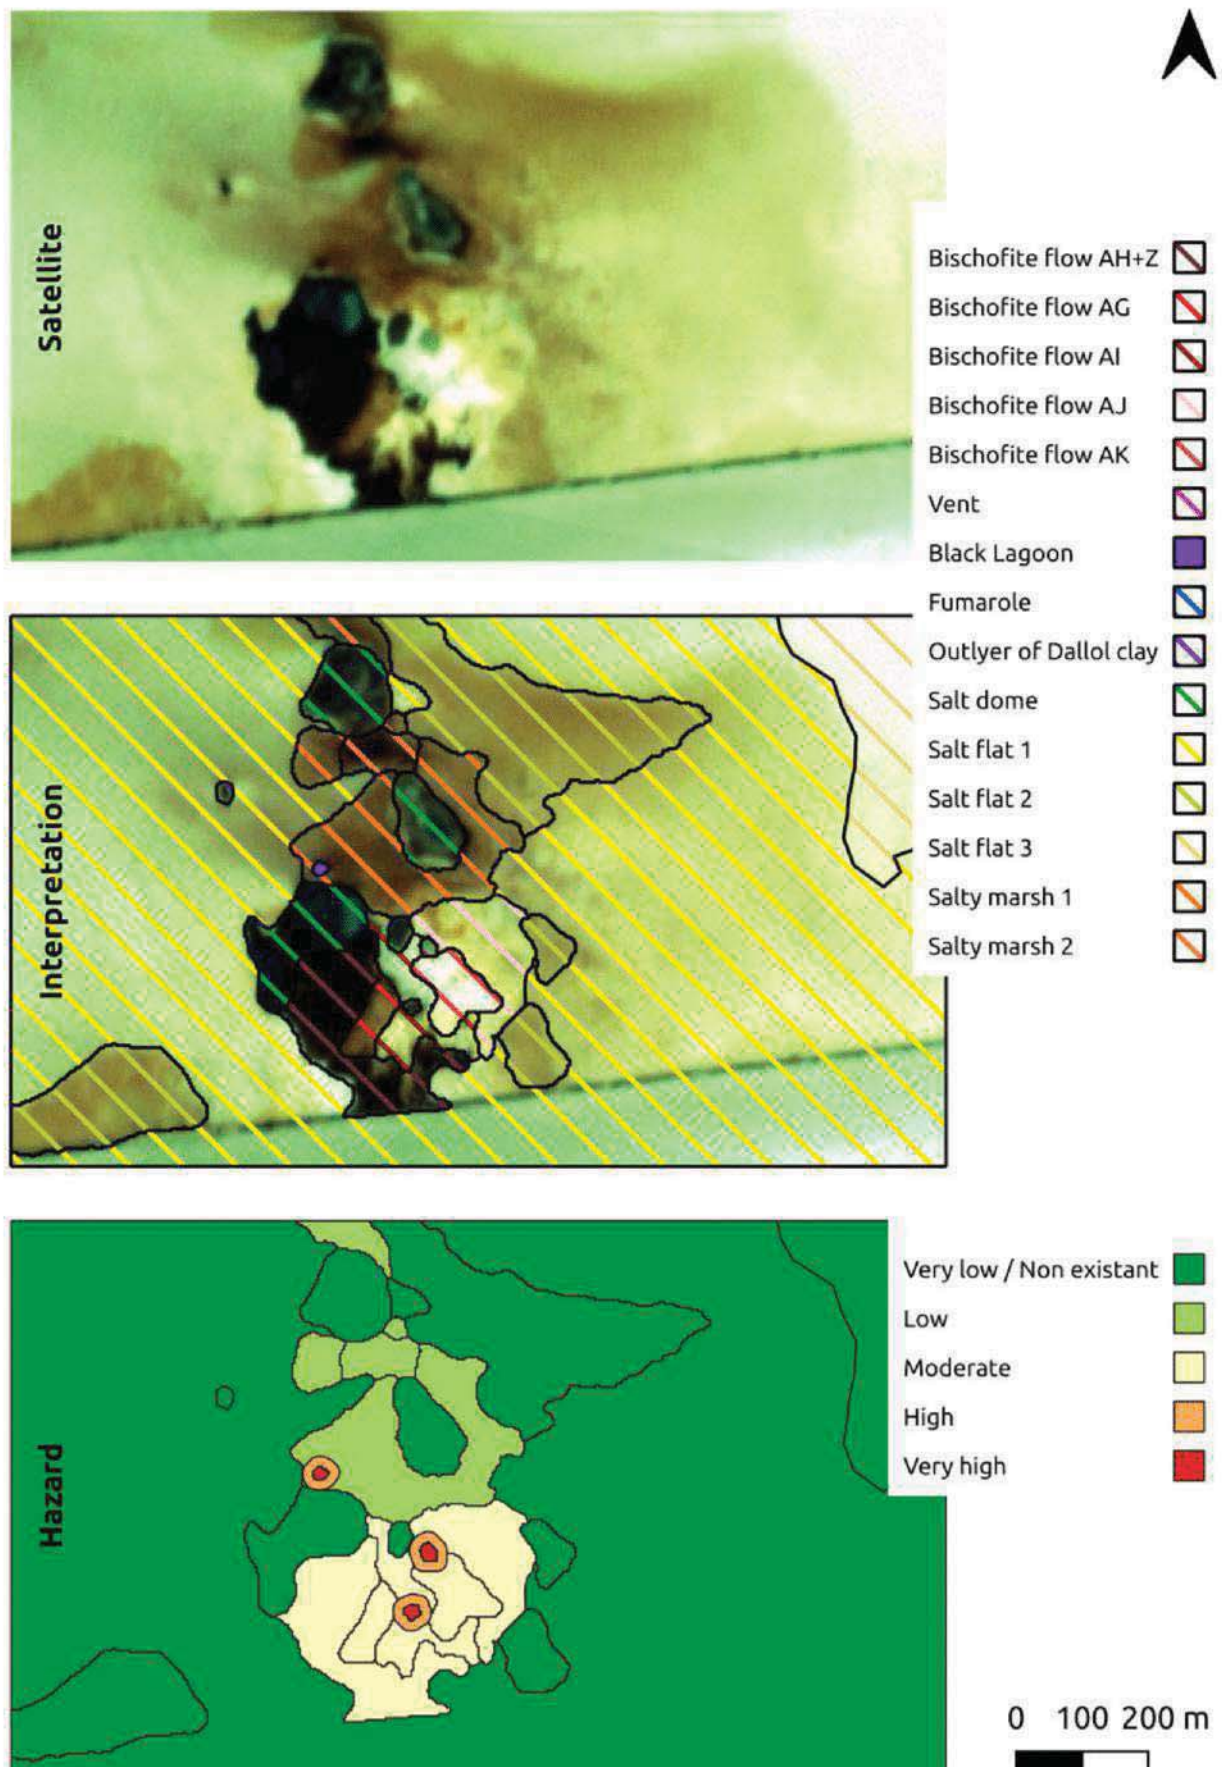 Satellite
Bischofite flow AH+Z
Bischofite flow AG
Bischofite flow AI
Bischofite flow AJ
Bischofite flow AK
Vent
Black Lagoon
Fumarole
Outlyer of Dallol clay
Salt dome
Salt flat 1
Salt flat 2
Salt flat 3
Salty marsh 1
Salty marsh 2
Interpretation
Hazard
Very low / Non existant
Low
Moderate
High
Very high
0 100 200 m